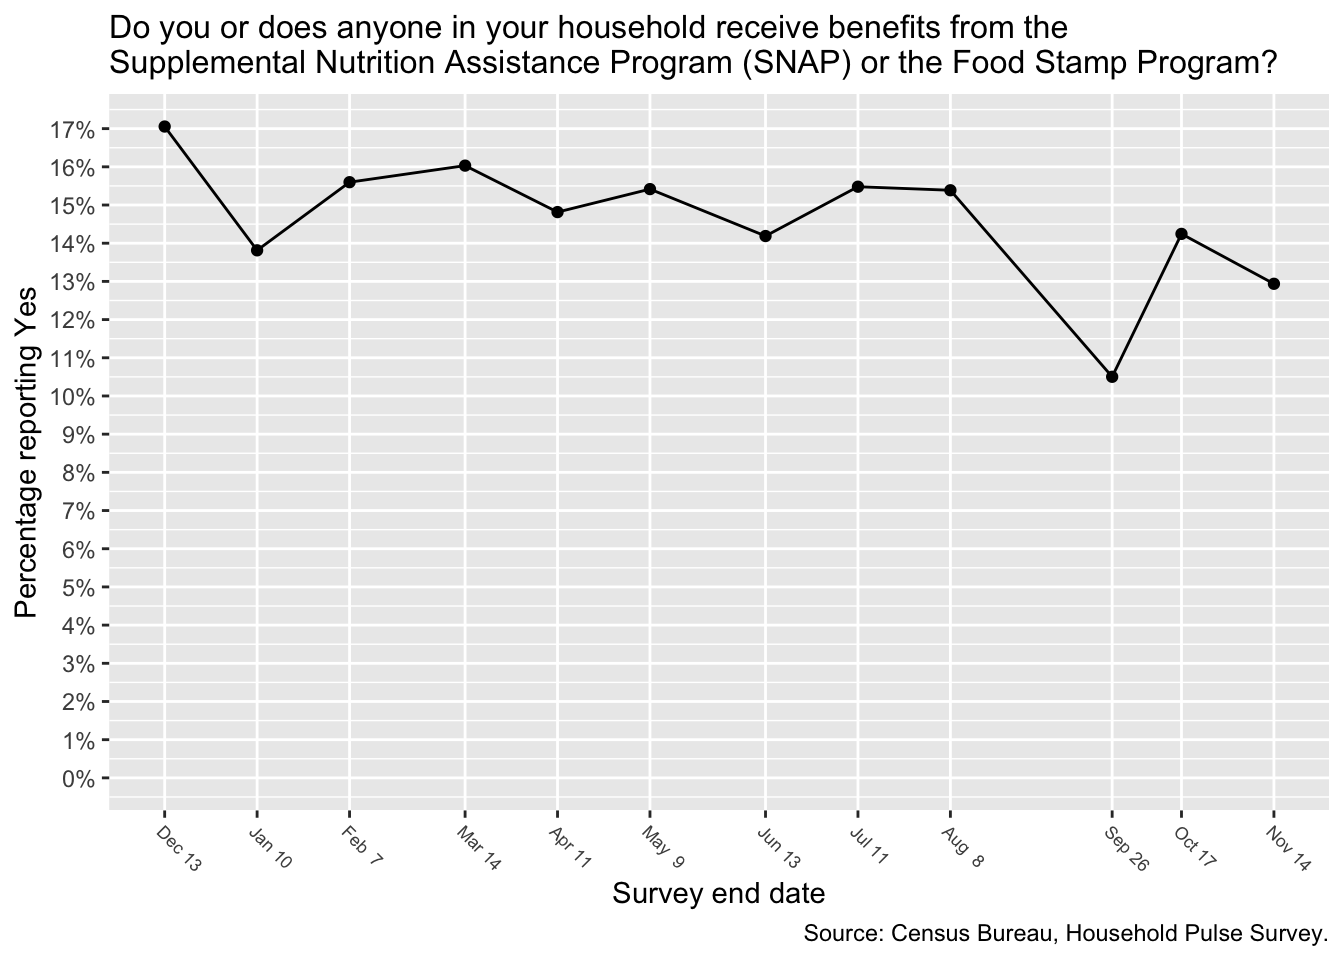 Do you or does anyone in your household receive benefits from the
Supplemental Nutrition Assistance Program (SNAP) or the Food Stamp Program?
Percentage reporting Yes
17%
16%
15%
14%
13%
12%
11%
10%
9%
8%
7%
6%
5%
4%
3%
2%
1%
0%
Dec 13
Jan 10
Feb 7
Mar 14
Apr 11
May 9
Jun 13
Jul 11
Aug 8
Sep 26
Oct 17
Nov 14
Survey end date
Source: Census Bureau, Household Pulse Survey.